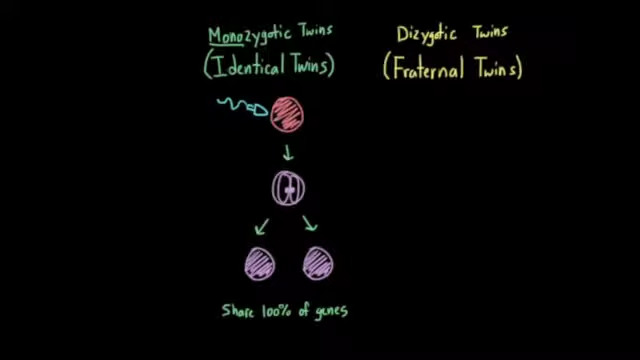 Monozygotic Twins
(Identical Twins)
Dizygotic Twins
(Fraternal Twins)
Share 100% of genes